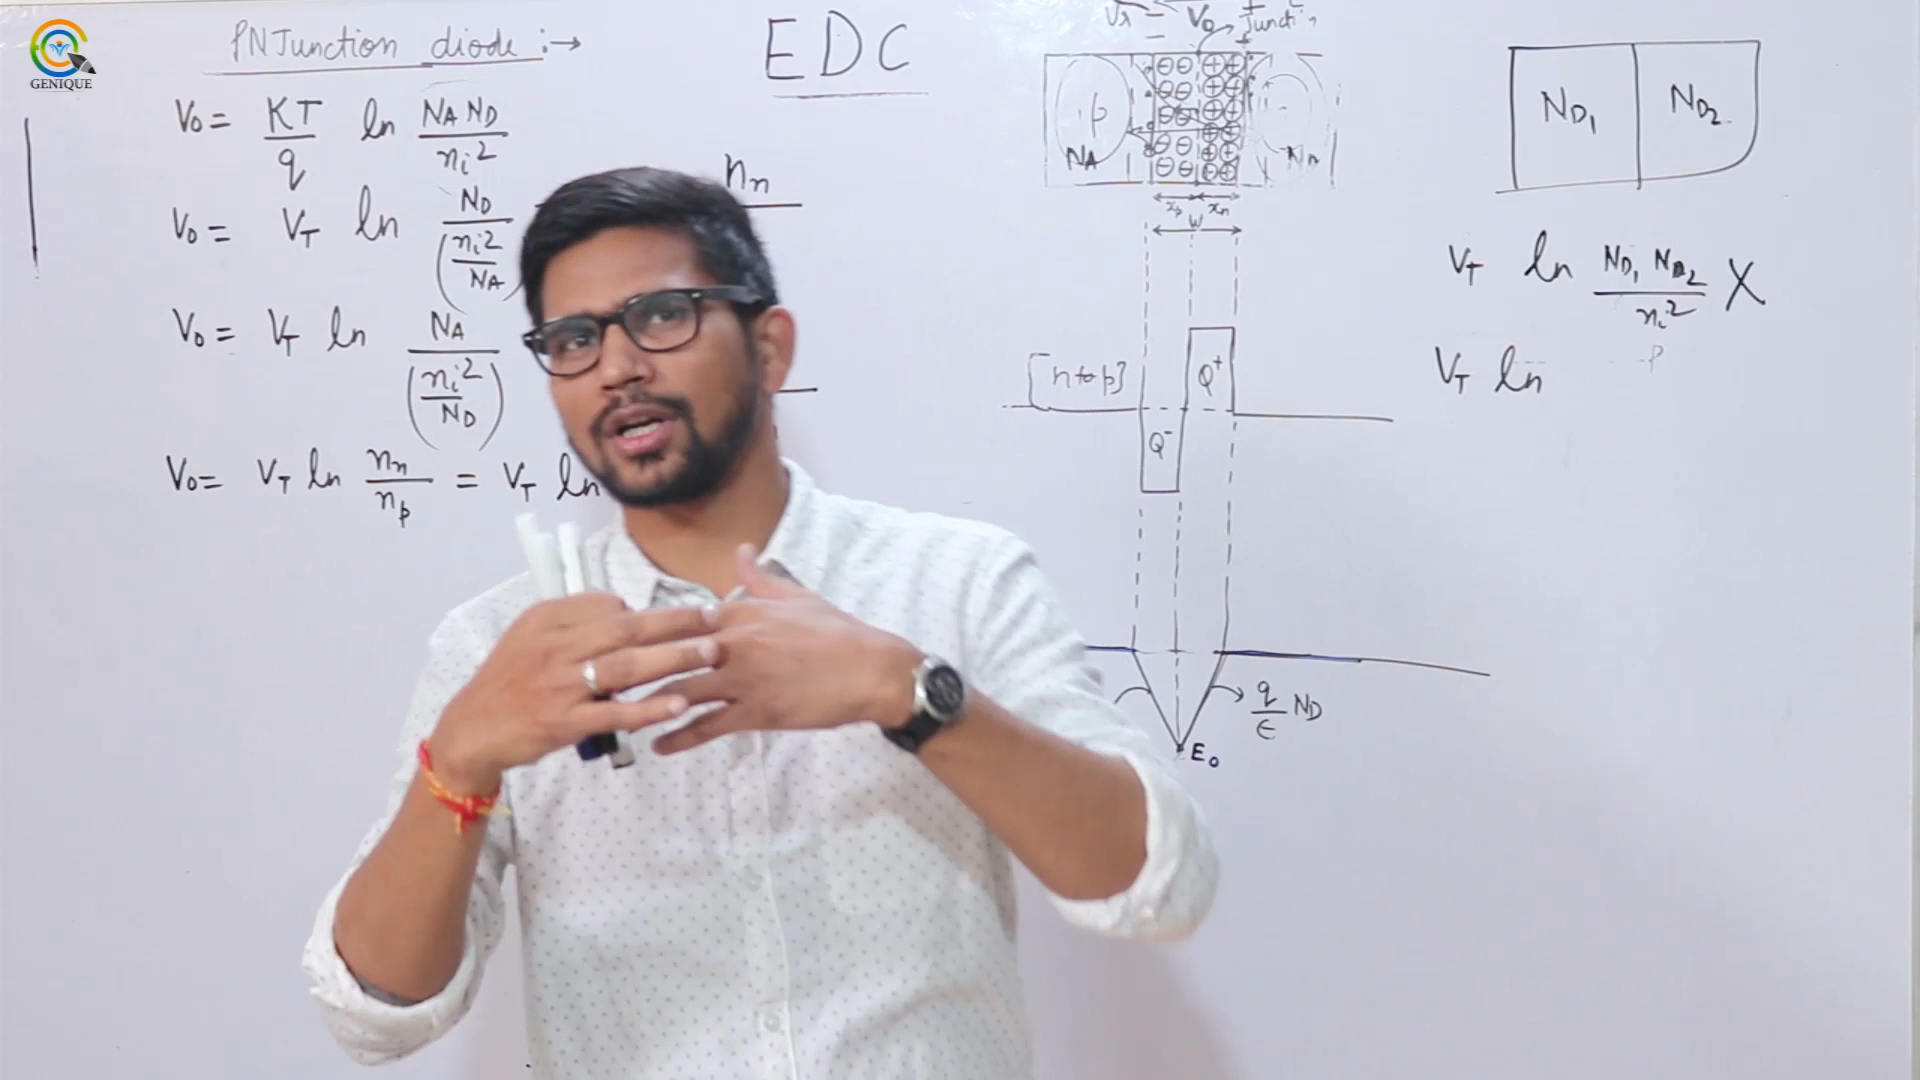 GENIQUE
PN Junction diode :→
EDC
V₀ = KT/q ln NA ND/nᵢ²
V₀ = VT ln ND/(nᵢ²/NA)
V₀ = VT ln NA/(nᵢ²/ND)
V₀ = VT ln nₙ/nₚ = VT ln
nₙ
V₀
Juncti
p
NA
xₚ xₙ
W
[n to p]
Q⁺
Q⁻
q/ε ND
E₀
ND₁ ND₂
VT ln ND₁ ND₂/nᵢ² X
VT ln